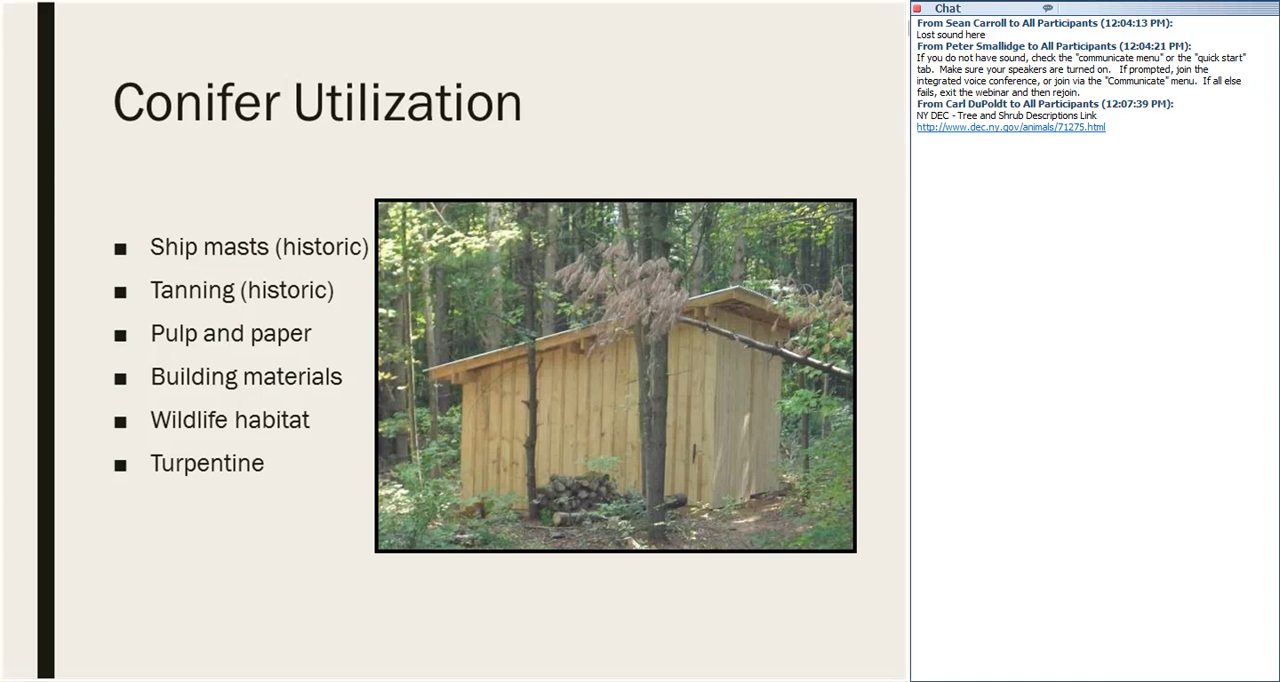 Conifer Utilization
■ Ship masts (historic)
■ Tanning (historic)
■ Pulp and paper
■ Building materials
■ Wildlife habitat
■ Turpentine
Chat
From Sean Carroll to All Participants (12:04:13 PM):
Lost sound here
From Peter Smallidge to All Participants (12:04:21 PM):
If you do not have sound, check the "communicate menu" or the "quick start"
tab.  Make sure your speakers are turned on.   If prompted, join the
integrated voice conference, or join via the "Communicate" menu.  If all else
fails, exit the webinar and then rejoin.
From Carl DuPoldt to All Participants (12:07:39 PM):
NY DEC - Tree and Shrub Descriptions Link
http://www.dec.ny.gov/animals/71275.html